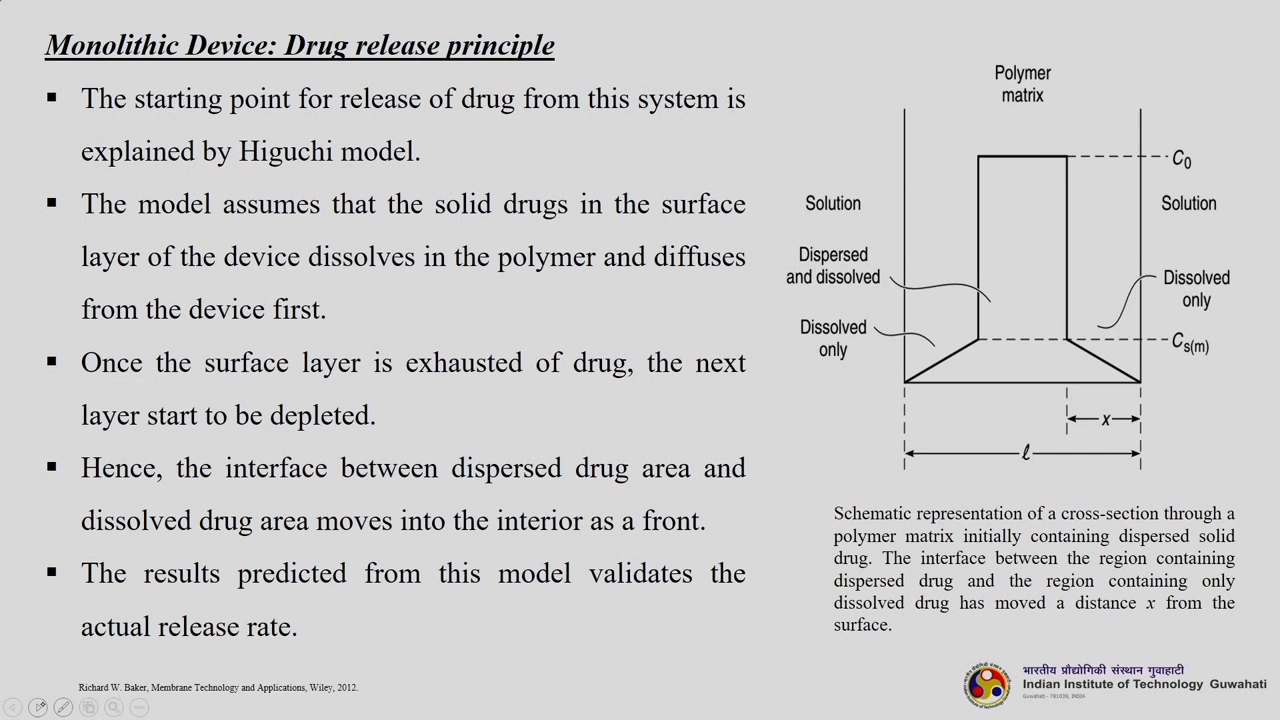 Monolithic Device: Drug release principle
▪ The starting point for release of drug from this system is
explained by Higuchi model.
▪ The model assumes that the solid drugs in the surface
layer of the device dissolves in the polymer and diffuses
from the device first.
▪ Once the surface layer is exhausted of drug, the next
layer start to be depleted.
▪ Hence, the interface between dispersed drug area and
dissolved drug area moves into the interior as a front.
▪ The results predicted from this model validates the
actual release rate.
Polymer
matrix
C0
Solution
Solution
Dispersed
and dissolved
Dissolved
only
Dissolved
only
Cs(m)
x
ℓ
Schematic representation of a cross-section through a
polymer matrix initially containing dispersed solid
drug. The interface between the region containing
dispersed drug and the region containing only
dissolved drug has moved a distance x from the
surface.
Richard W. Baker, Membrane Technology and Applications, Wiley, 2012.
भारतीय प्रौद्योगिकी संस्थान गुवाहाटी
Indian Institute of Technology Guwahati
Guwahati - 781039, INDIA